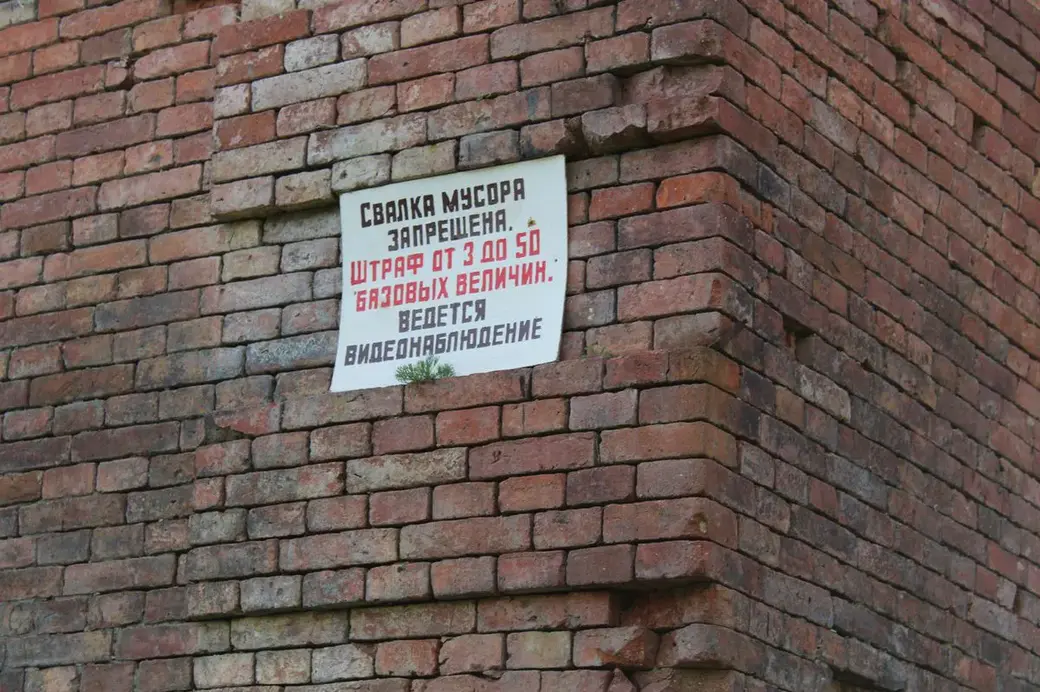 СВАЛКА МУСОРА
ЗАПРЕЩЕНА.
ШТРАФ ОТ 3 ДО 50
БАЗОВЫХ ВЕЛИЧИН.
ВЕДЕТСЯ
ВИДЕОНАБЛЮДЕНИЕ